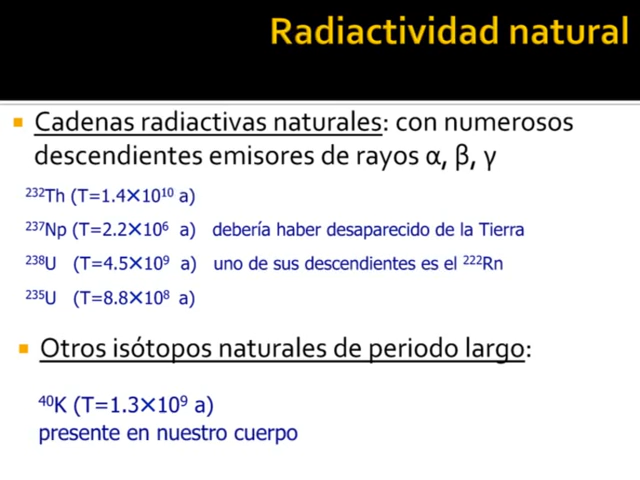 Radiactividad natural
Cadenas radiactivas naturales: con numerosos
descendientes emisores de rayos α, β, γ
²³²Th (T=1.4×10¹⁰ a)
²³⁷Np (T=2.2×10⁶ a) debería haber desaparecido de la Tierra
²³⁸U (T=4.5×10⁹ a) uno de sus descendientes es el ²²²Rn
²³⁵U (T=8.8×10⁸ a)
Otros isótopos naturales de periodo largo:
⁴⁰K (T=1.3×10⁹ a)
presente en nuestro cuerpo